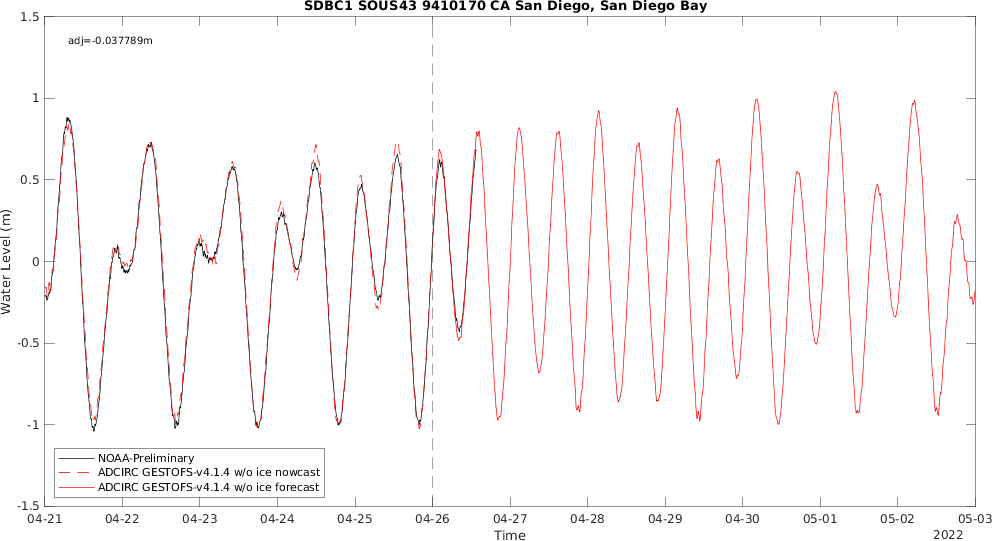 SDBC1 SOUS43 9410170 CA San Diego, San Diego Bay
adj=-0.037789m
1.5
1
0.5
0
-0.5
-1
-1.5
Water Level (m)
NOAA-Preliminary
ADCIRC GESTOFS-v4.1.4 w/o ice nowcast
ADCIRC GESTOFS-v4.1.4 w/o ice forecast
04-21 04-22 04-23 04-24 04-25 04-26 04-27 04-28 04-29 04-30 05-01 05-02 05-03
Time
2022